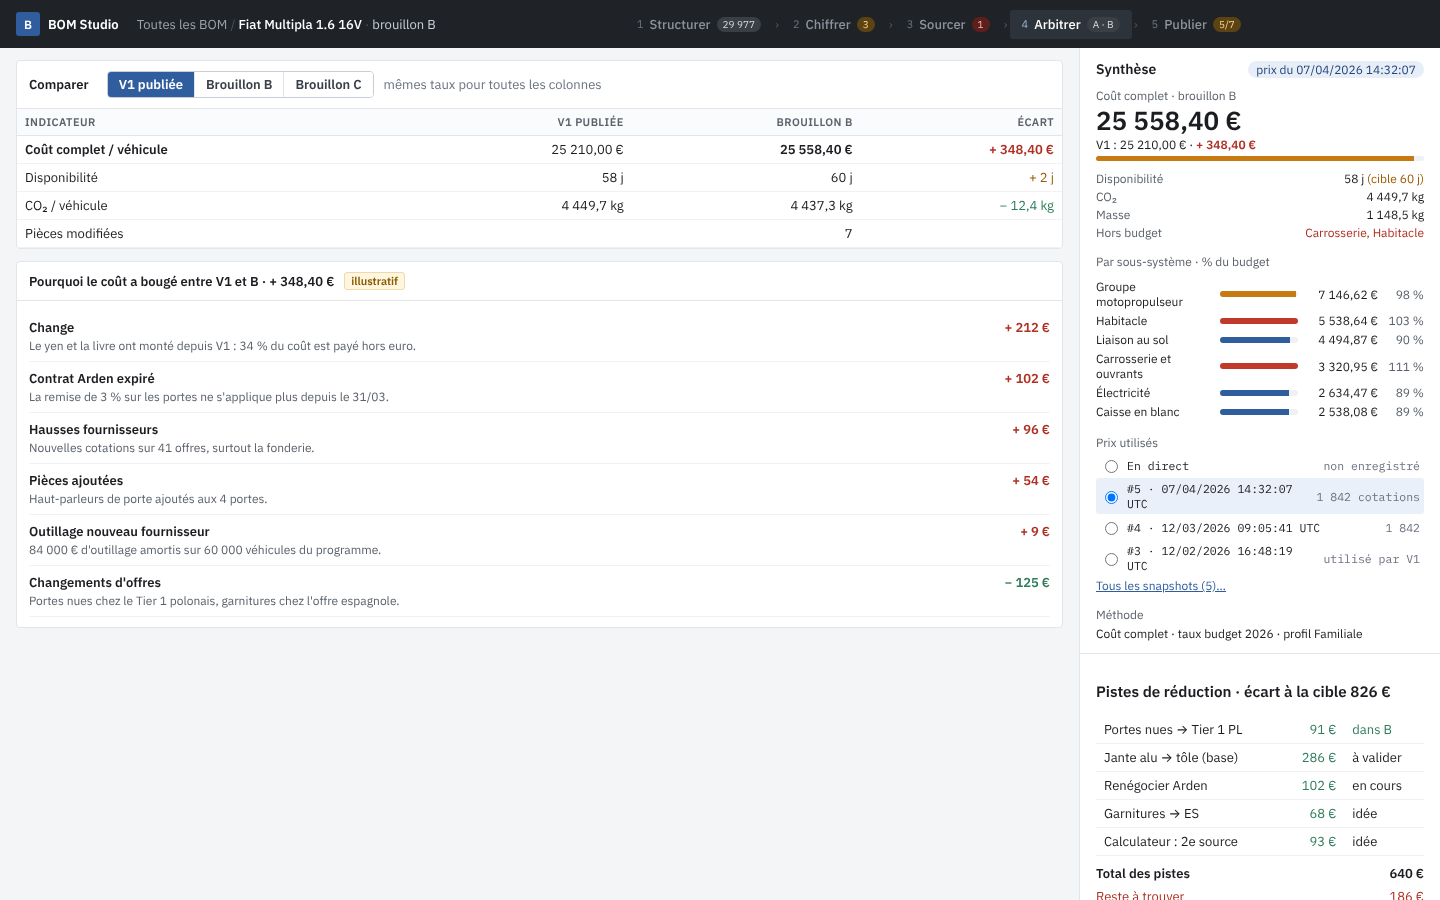 B BOM Studio Toutes les BOM / Fiat Multipla 1.6 16V · brouillon B 1 Structurer 29 977 › 2 Chiffrer 3 › 3 Sourcer 1 › 4 Arbitrer A · B › 5 Publier 5/7
Comparer V1 publiée Brouillon B Brouillon C mêmes taux pour toutes les colonnes
INDICATEUR V1 PUBLIÉE BROUILLON B ÉCART
Coût complet / véhicule 25 210,00 € 25 558,40 € + 348,40 €
Disponibilité 58 j 60 j + 2 j
CO₂ / véhicule 4 449,7 kg 4 437,3 kg − 12,4 kg
Pièces modifiées 7
Pourquoi le coût a bougé entre V1 et B · + 348,40 € illustratif
Change + 212 €
Le yen et la livre ont monté depuis V1 : 34 % du coût est payé hors euro.
Contrat Arden expiré + 102 €
La remise de 3 % sur les portes ne s'applique plus depuis le 31/03.
Hausses fournisseurs + 96 €
Nouvelles cotations sur 41 offres, surtout la fonderie.
Pièces ajoutées + 54 €
Haut-parleurs de porte ajoutés aux 4 portes.
Outillage nouveau fournisseur + 9 €
84 000 € d'outillage amortis sur 60 000 véhicules du programme.
Changements d'offres − 125 €
Portes nues chez le Tier 1 polonais, garnitures chez l'offre espagnole.
Synthèse prix du 07/04/2026 14:32:07
Coût complet · brouillon B
25 558,40 €
V1 : 25 210,00 € · + 348,40 €
Disponibilité 58 j (cible 60 j)
CO₂ 4 449,7 kg
Masse 1 148,5 kg
Hors budget Carrosserie, Habitacle
Par sous-système · % du budget
Groupe motopropulseur 7 146,62 € 98 %
Habitacle 5 538,64 € 103 %
Liaison au sol 4 494,87 € 90 %
Carrosserie et ouvrants 3 320,95 € 111 %
Électricité 2 634,47 € 89 %
Caisse en blanc 2 538,08 € 89 %
Prix utilisés
En direct non enregistré
#5 · 07/04/2026 14:32:07 UTC 1 842 cotations
#4 · 12/03/2026 09:05:41 UTC 1 842
#3 · 12/02/2026 16:48:19 UTC utilisé par V1
Tous les snapshots (5)…
Méthode
Coût complet · taux budget 2026 · profil Familiale
Pistes de réduction · écart à la cible 826 €
Portes nues → Tier 1 PL 91 € dans B
Jante alu → tôle (base) 286 € à valider
Renégocier Arden 102 € en cours
Garnitures → ES 68 € idée
Calculateur : 2e source 93 € idée
Total des pistes 640 €
Reste à trouver 186 €